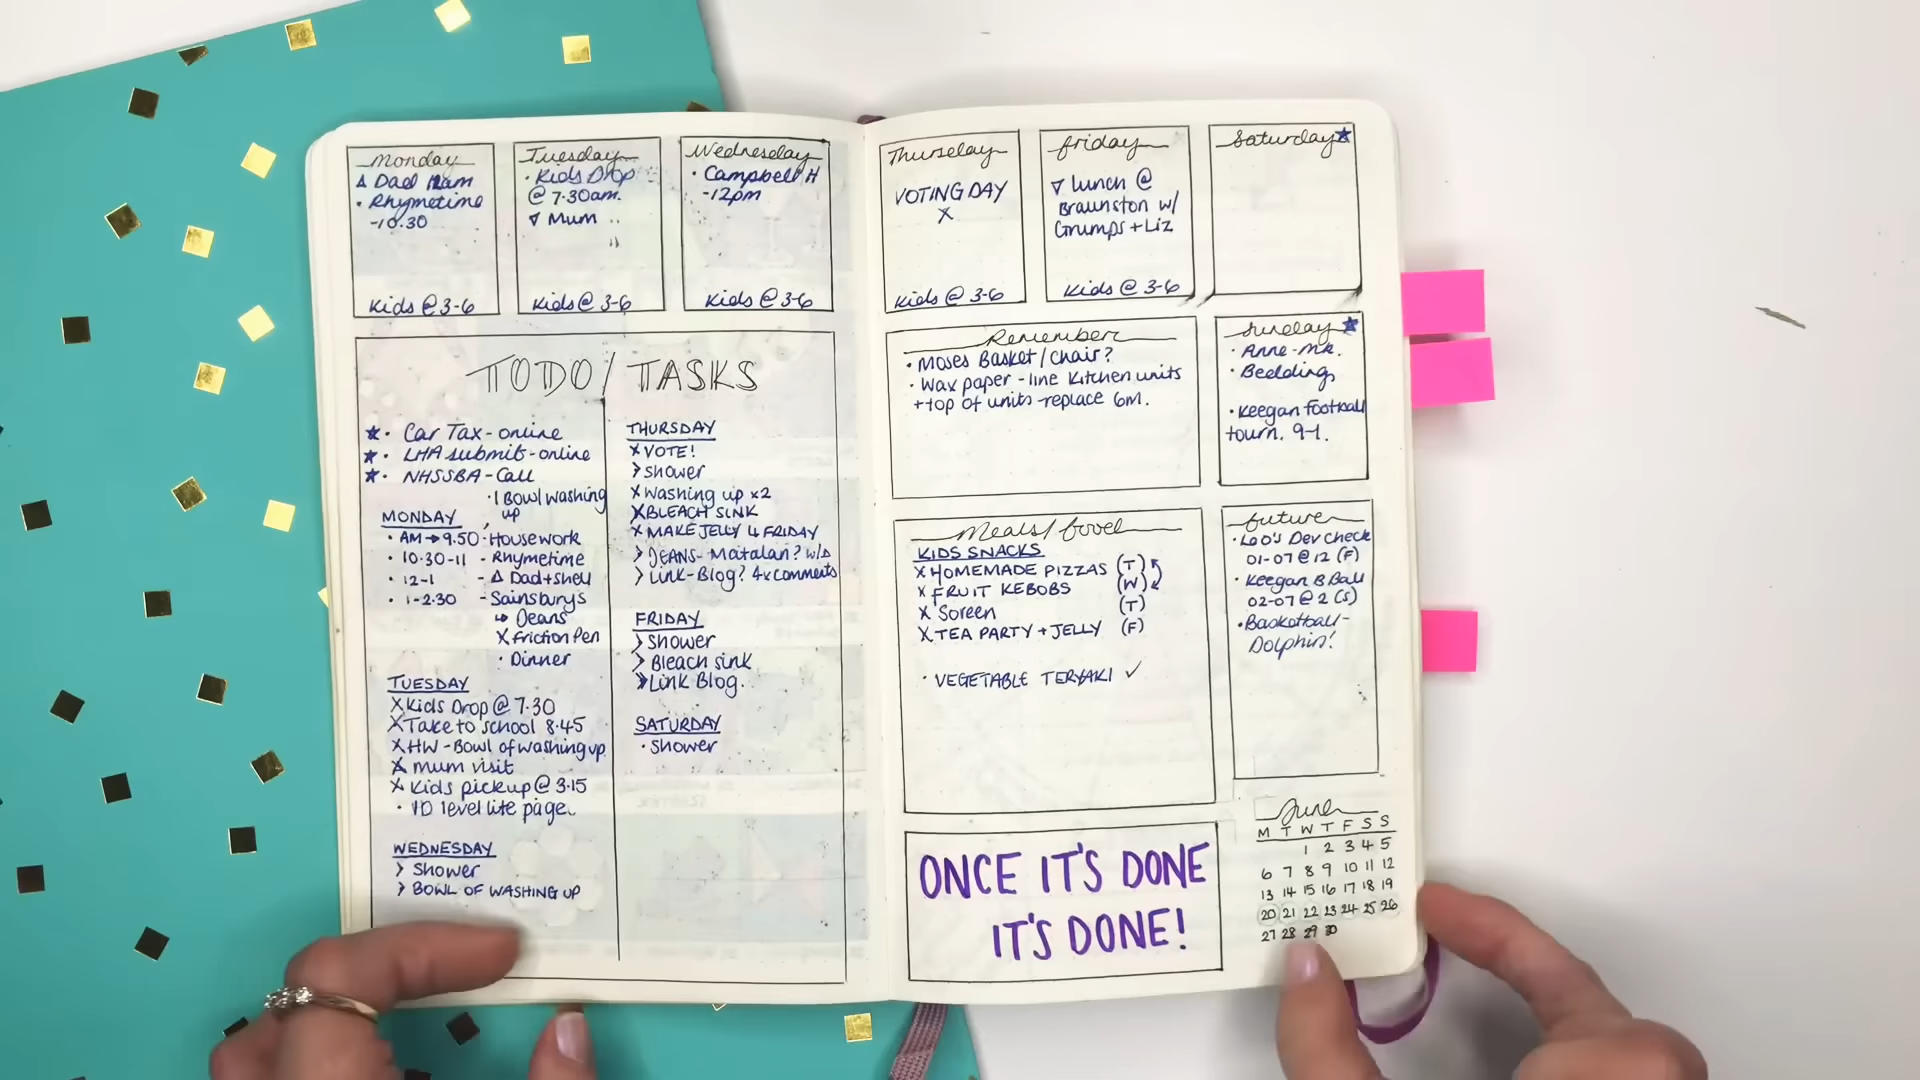 Monday
Dad 11am
• Rhymetime
-10.30
Kids @ 3-6
Tuesday
• Kids Drop
@ 7.30am.
Mum
Kids @ 3-6
Wednesday
• Campbell H
-12pm
Kids @ 3-6
Thursday
VOTING DAY
X
Kids @ 3-6
friday
Lunch @
Braunston w/
Grumps + Liz
Kids @ 3-6
Saturday
TODO / TASKS
• Car Tax - online
• LHA submit - online
• NHSSBA - Call
• 1 Bowl washing
up
MONDAY
• AM → 9.50 • Housework
• 10.30-11 - Rhymetime
• 12-1 - Δ Dad + shell
• 1-2.30 - Sainsbury's
↳ Deans
X Friction Pen
• Dinner
TUESDAY
X Kids Drop @ 7.30
X Take to school 8.45
X HW - Bowl of washing up
X mum visit
X Kids pickup @ 3.15
• 10 level lite page.
WEDNESDAY
> Shower
> BOWL OF WASHING UP
THURSDAY
X VOTE!
> shower
X washing up x2
X BLEACH SINK
X MAKE JELLY 4 FRIDAY
> JEANS - Matalan?
> Link - Blog? 4x comments
FRIDAY
> Shower
> Bleach sink
> Link Blog.
SATURDAY
• Shower
Remember
• Moses Basket / Chair?
• Wax paper - line kitchen units
+ top of units - replace 6M.
Sunday
• Anne - MK.
• Beddings
• Keegan football
tourn. 9-1.
Meals / food
KIDS SNACKS
X HOMEMADE PIZZAS (T)
X FRUIT KEBOBS (W)
X Soreen (T)
X TEA PARTY + JELLY (F)
• VEGETABLE TERYAKI ✓
future
• Leo's Dev check
01-07 @ 12 (F)
• Keegan B Ball
02-07 @ 2 (S)
• Basketball -
Dolphin!
ONCE IT'S DONE
IT'S DONE!
June
M T W T F S S
1 2 3 4 5
6 7 8 9 10 11 12
13 14 15 16 17 18 19
20 21 22 23 24 25 26
27 28 29 30